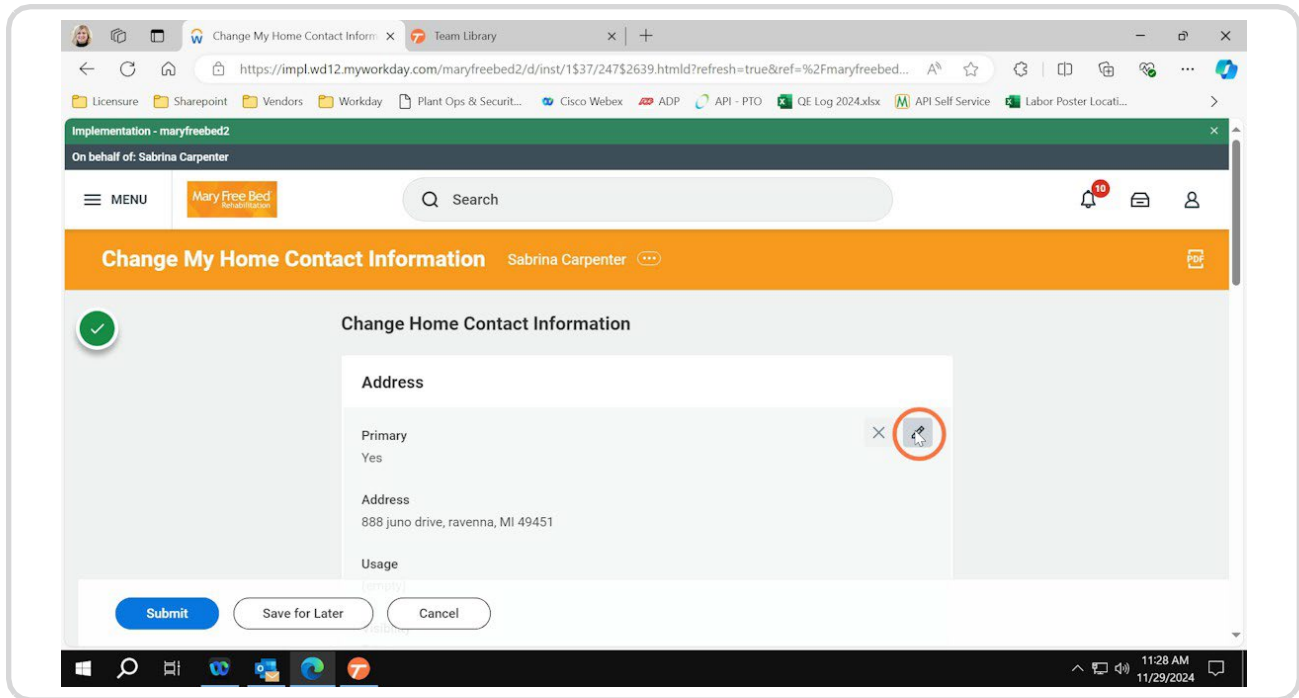 Change My Home Contact Inform
Team Library
https://impl.wd12.myworkday.com/maryfreebed2/d/inst/1$37/247$2639.htmld?refresh=true&ref=%2Fmaryfreebed...
Licensure Sharepoint Vendors Workday Plant Ops & Securit... Cisco Webex ADP API - PTO QE Log 2024.xlsx API Self Service Labor Poster Locati...
Implementation - maryfreebed2
On behalf of: Sabrina Carpenter
MENU
Mary Free Bed
Rehabilitation
Search
10
Change My Home Contact Information Sabrina Carpenter
PDF
Change Home Contact Information
Address
Primary
Yes
Address
888 juno drive, ravenna, MI 49451
Usage
(empty)
Submit Save for Later Cancel
Visibility
11:28 AM
11/29/2024